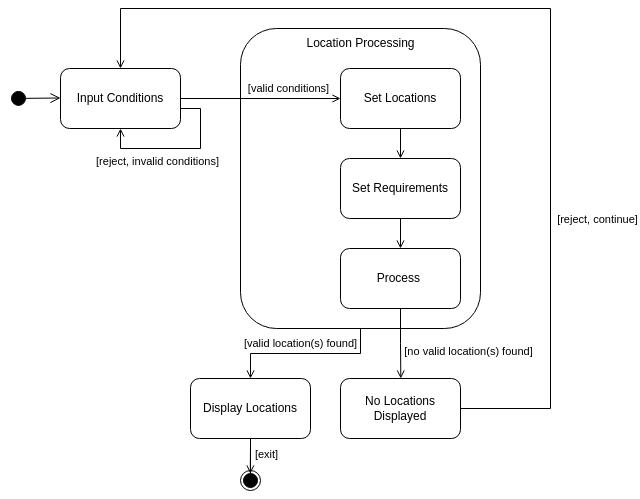 Location Processing
Input Conditions
[valid conditions]
Set Locations
[reject, invalid conditions]
Set Requirements
[reject, continue]
Process
[valid location(s) found]
[no valid location(s) found]
Display Locations
No Locations
Displayed
[exit]